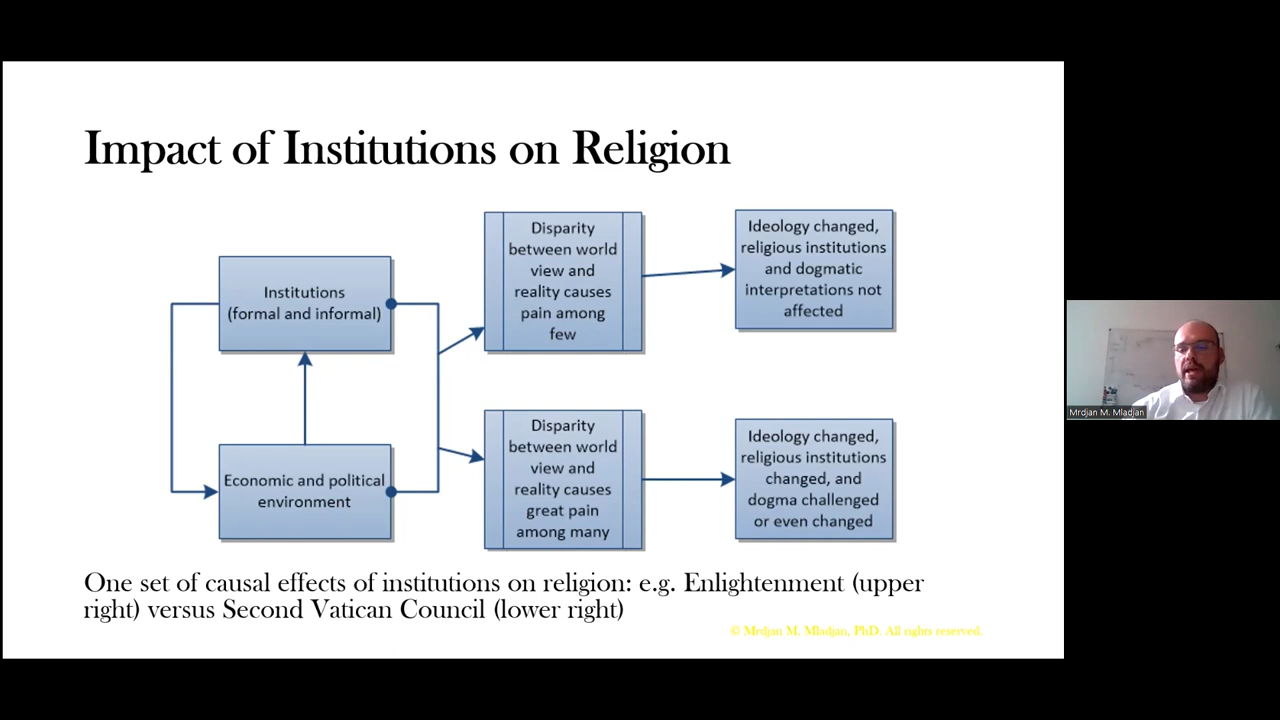 Impact of Institutions on Religion
Institutions
(formal and informal)
Economic and political
environment
Disparity
between world
view and
reality causes
pain among
few
Ideology changed,
religious institutions
and dogmatic
interpretations not
affected
Disparity
between world
view and
reality causes
great pain
among many
Ideology changed,
religious institutions
changed, and
dogma challenged
or even changed
One set of causal effects of institutions on religion: e.g. Enlightenment (upper
right) versus Second Vatican Council (lower right)
© Mrdjan M. Mladjan, PhD. All rights reserved.
Mrdjan M. Mladjan